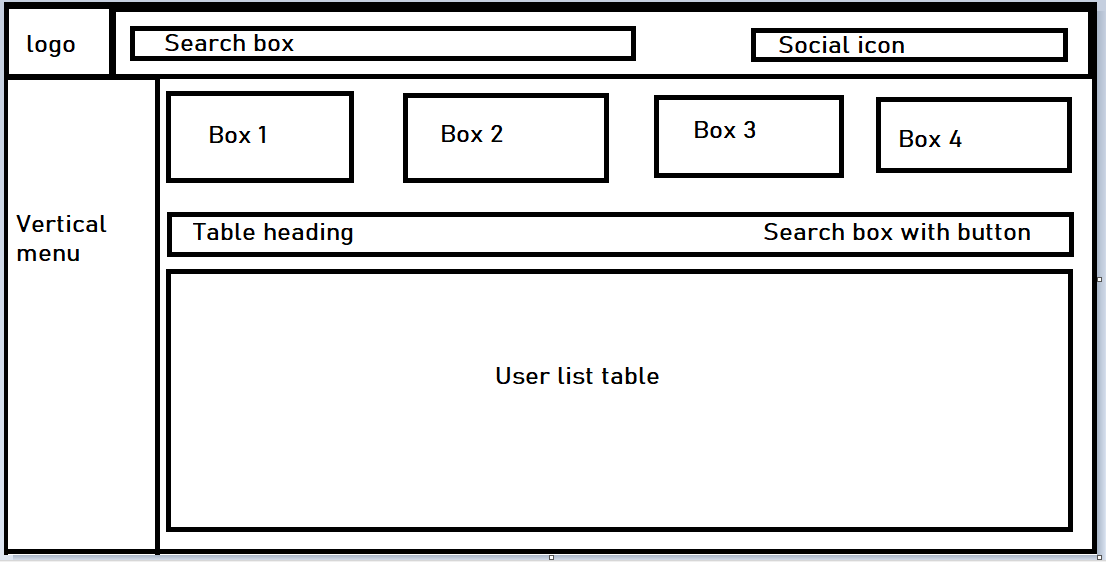 logo
Search box
Social icon
Box 1
Box 2
Box 3
Box 4
Vertical
menu
Table heading
Search box with button
User list table